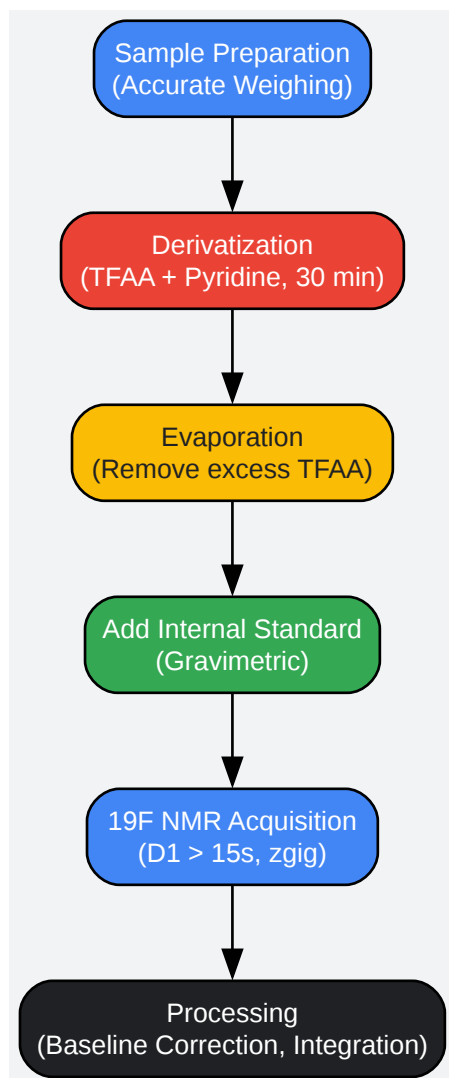 Sample Preparation
(Accurate Weighing)
Derivatization
(TFAA + Pyridine, 30 min)
Evaporation
(Remove excess TFAA)
Add Internal Standard
(Gravimetric)
19F NMR Acquisition
(D1 > 15s, zgig)
Processing
(Baseline Correction, Integration)